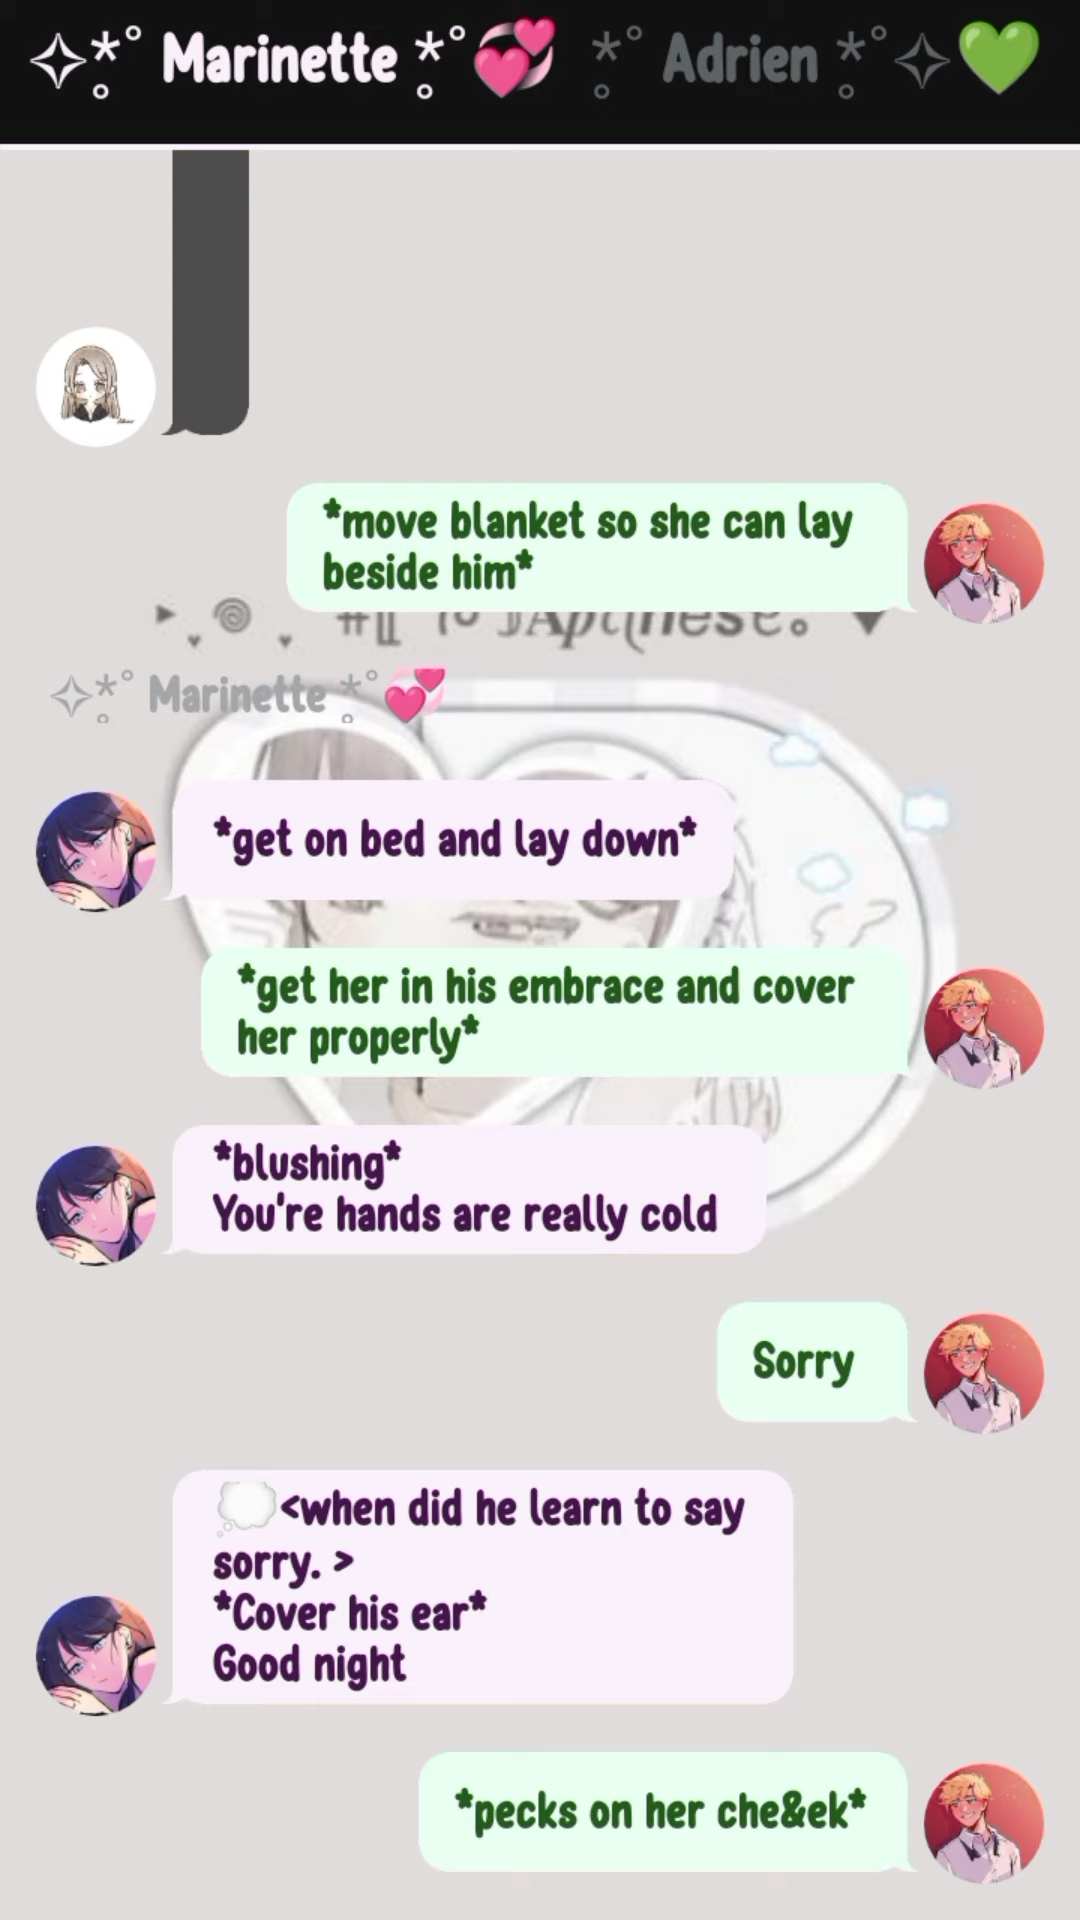 ✧*̥˚ Marinette *̥˚💞 *̥˚ Adrien *̥˚✧💚
*move blanket so she can lay
beside him*
✧*̥˚ Marinette *̥˚💞
*get on bed and lay down*
*get her in his embrace and cover
her properly*
*blushing*
You're hands are really cold
Sorry
💭<when did he learn to say
sorry. >
*Cover his ear*
Good night
*pecks on her che&ek*